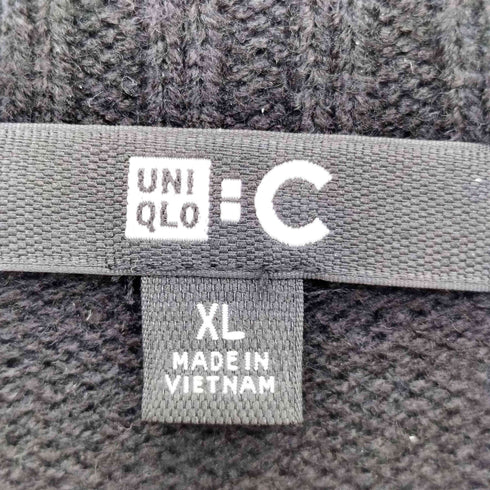 UNI
QLO : C
XL
MADE IN
VIETNAM